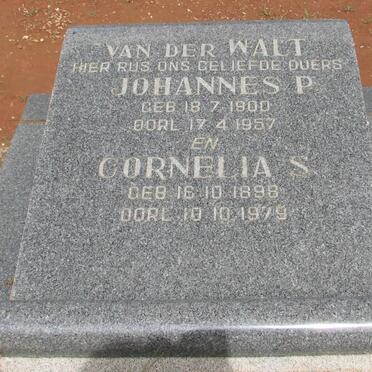 VAN DER WALT
HIER RUS ONS GELIEFDE OUERS
JOHANNES P.
GEB 18.7.1900
OORL 17.4.1957
EN
CORNELIA S.
GEB 16.10.1898
OORL 10.10.1979